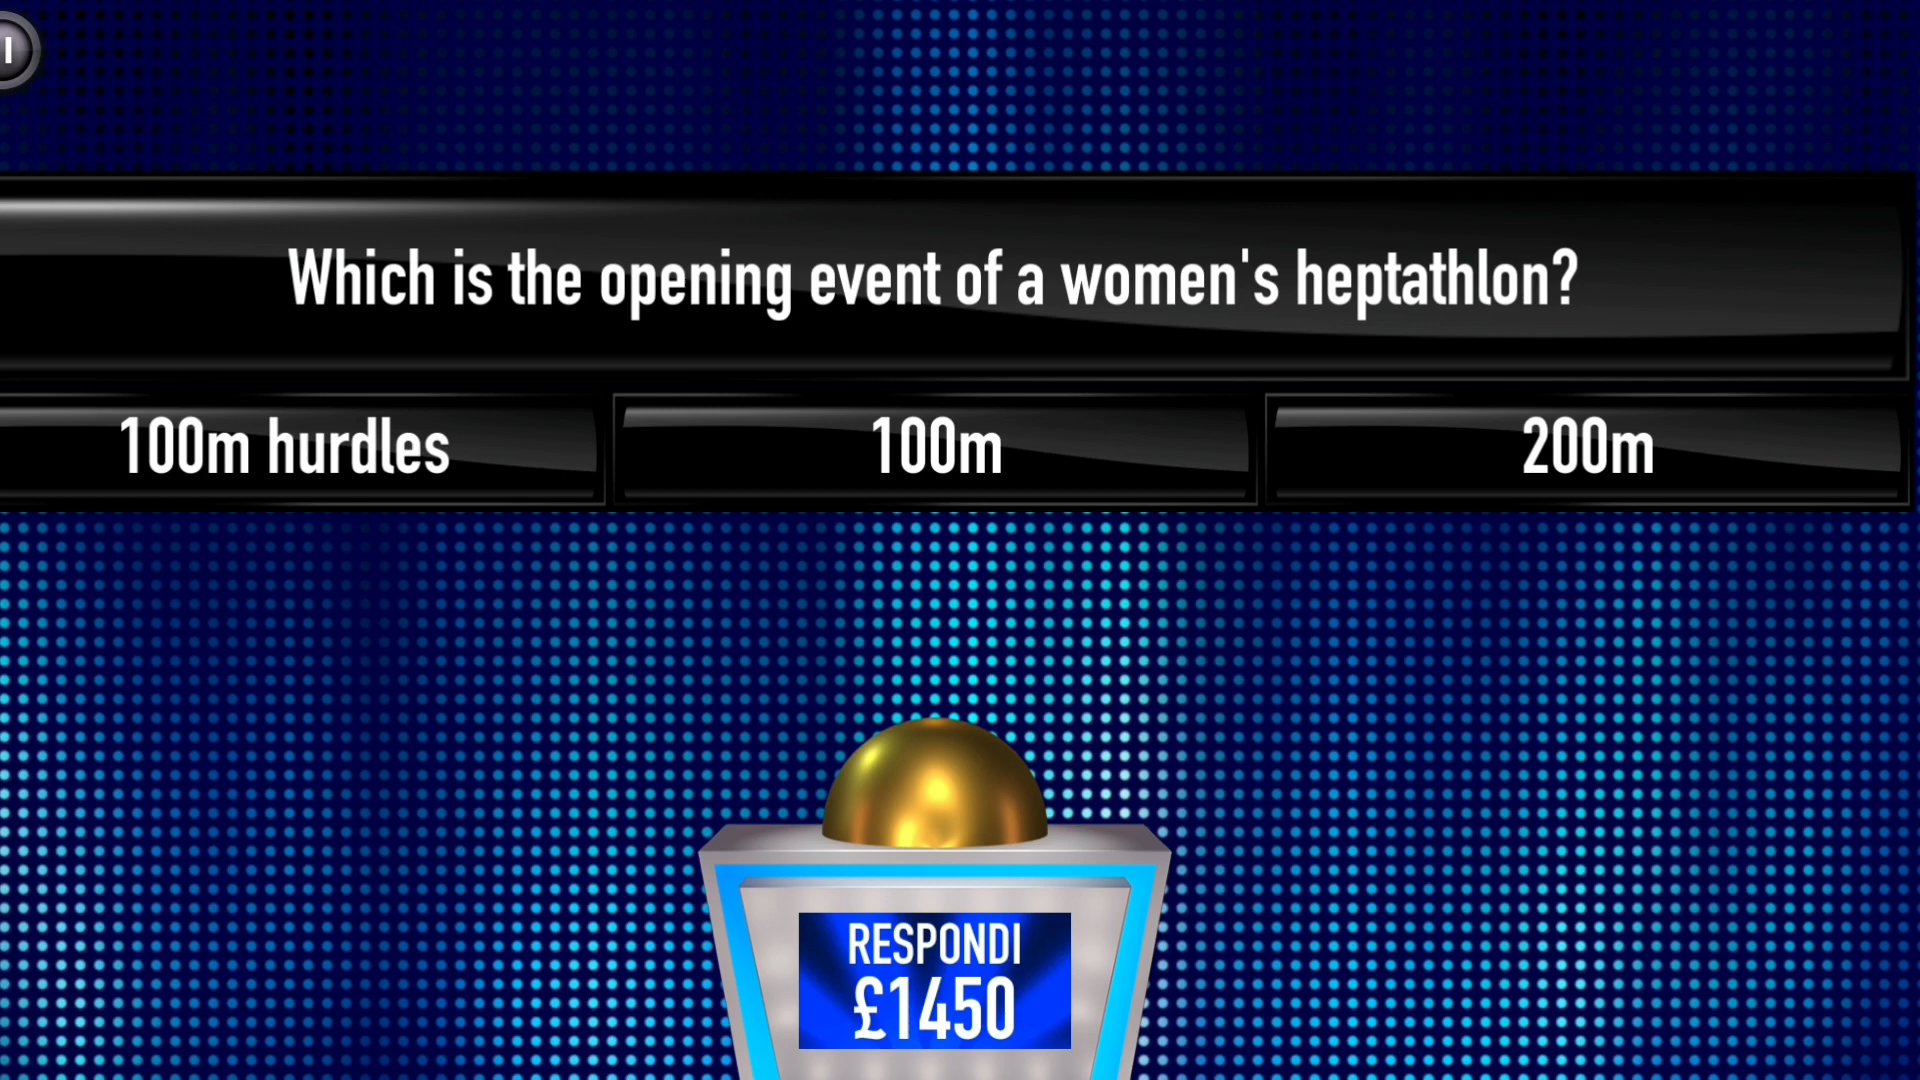 Which is the opening event of a women's heptathlon?
100m hurdles
100m
200m
RESPONDI
£1450